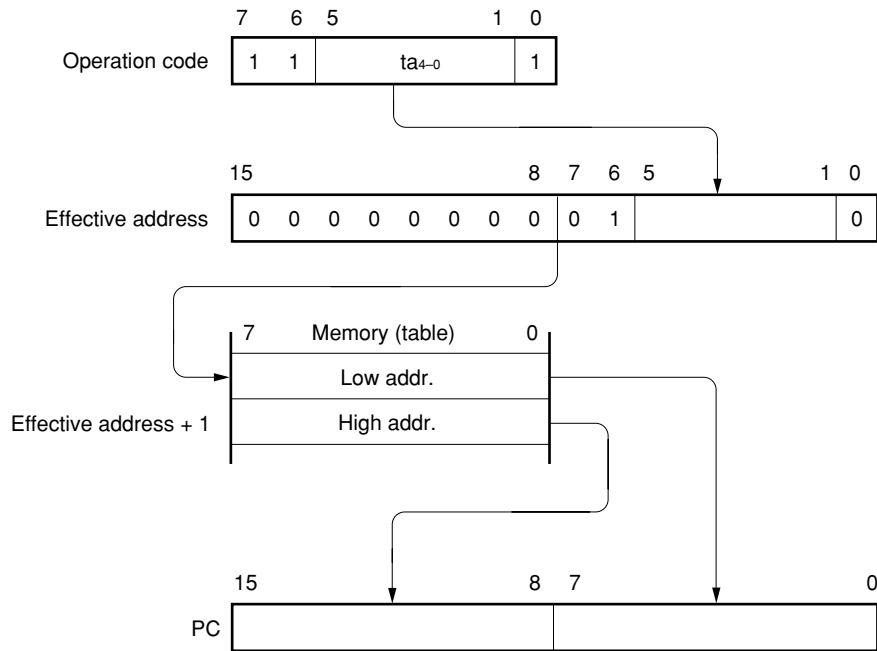 7 6 5 1 0
Operation code 1 1 ta4–0 1
15 8 7 6 5 1 0
Effective address 0 0 0 0 0 0 0 0 0 1 0
7 Memory (table) 0
Low addr.
Effective address + 1 High addr.
15 8 7 0
PC